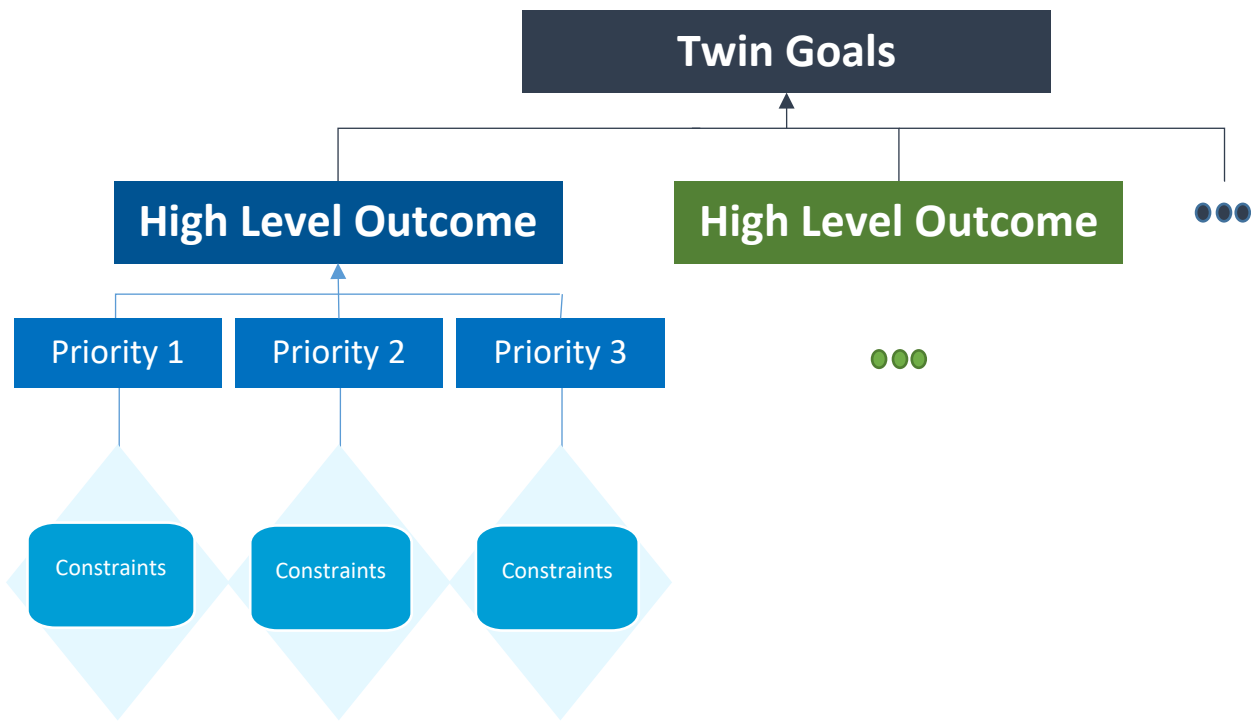 Twin Goals
High Level Outcome
High Level Outcome
Priority 1
Priority 2
Priority 3
Constraints
Constraints
Constraints